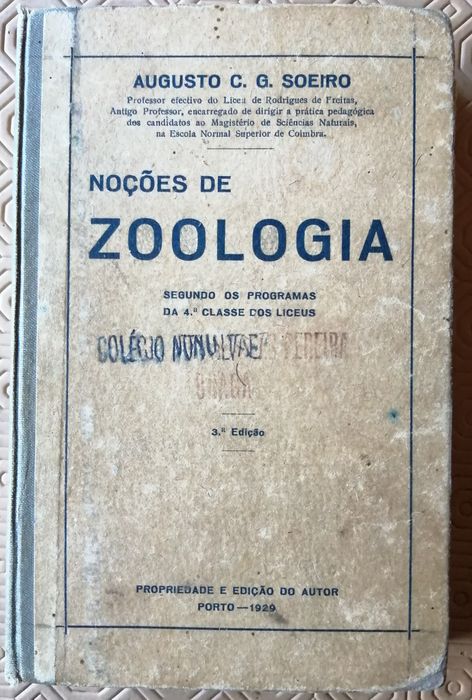 AUGUSTO C. G. SOEIRO
Professor efectivo do Liceu de Rodrigues de Freitas,
Antigo Professor, encarregado de dirigir a prática pedagógica
dos candidatos ao Magistério de Sciências Naturais,
na Escola Normal Superior de Coimbra.
NOÇÕES DE
ZOOLOGIA
SEGUNDO OS PROGRAMAS
DA 4.ª CLASSE DOS LICEUS
COLÉGIO NUNÁLVARES PEREIRA
BRAGA
3.ª Edição
PROPRIEDADE E EDIÇÃO DO AUTOR
PORTO—1929